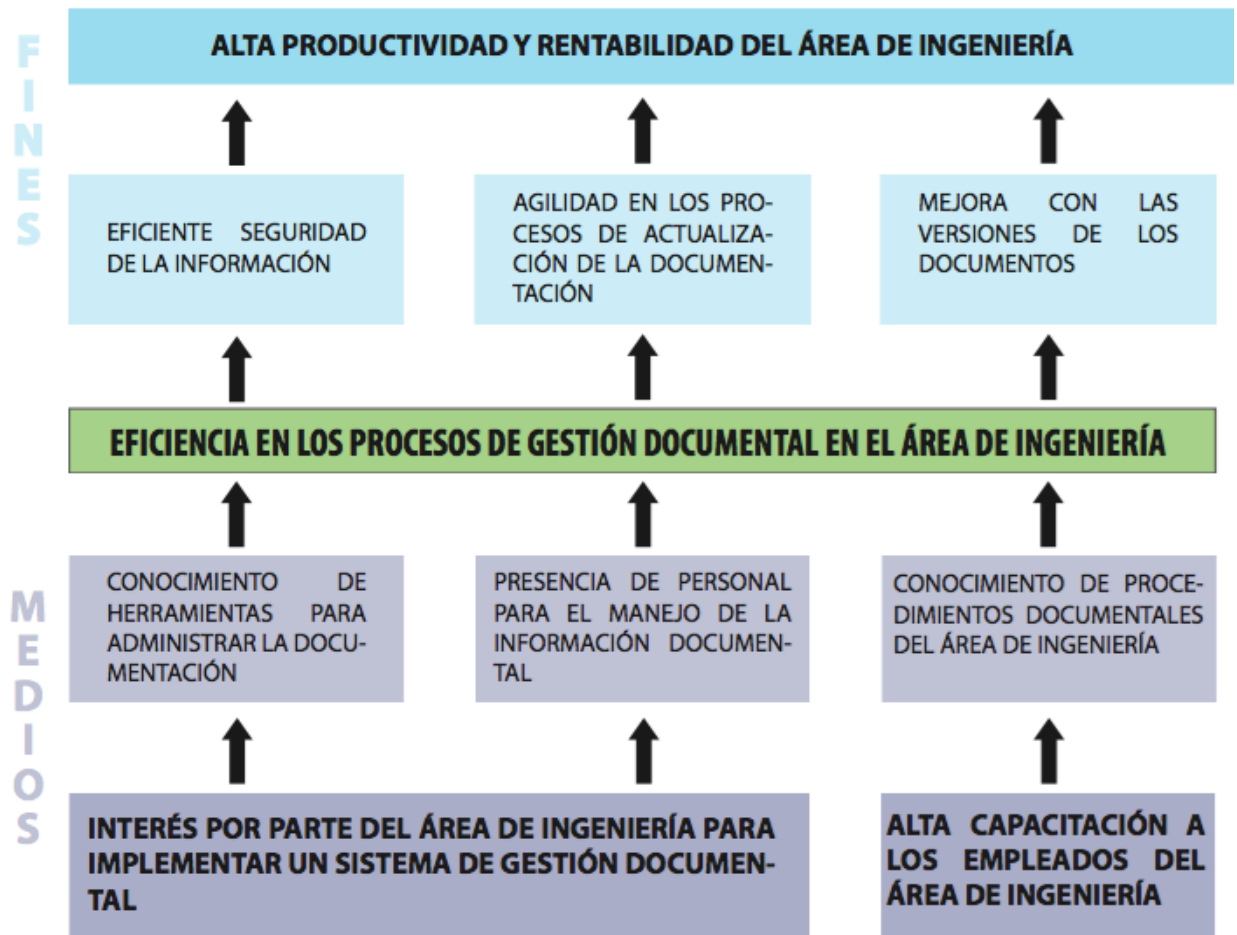 FINES
ALTA PRODUCTIVIDAD Y RENTABILIDAD DEL ÁREA DE INGENIERÍA
EFICIENTE SEGURIDAD
DE LA INFORMACIÓN
AGILIDAD EN LOS PRO-
CESOS DE ACTUALIZA-
CIÓN DE LA DOCUMEN-
TACIÓN
MEJORA CON LAS
VERSIONES DE LOS
DOCUMENTOS
EFICIENCIA EN LOS PROCESOS DE GESTIÓN DOCUMENTAL EN EL ÁREA DE INGENIERÍA
MEDIOS
CONOCIMIENTO DE
HERRAMIENTAS PARA
ADMINISTRAR LA DOCU-
MENTACIÓN
PRESENCIA DE PERSONAL
PARA EL MANEJO DE LA
INFORMACIÓN DOCUMEN-
TAL
CONOCIMIENTO DE PROCE-
DIMIENTOS DOCUMENTALES
DEL ÁREA DE INGENIERÍA
INTERÉS POR PARTE DEL ÁREA DE INGENIERÍA PARA
IMPLEMENTAR UN SISTEMA DE GESTIÓN DOCUMEN-
TAL
ALTA CAPACITACIÓN A
LOS EMPLEADOS DEL
ÁREA DE INGENIERÍA